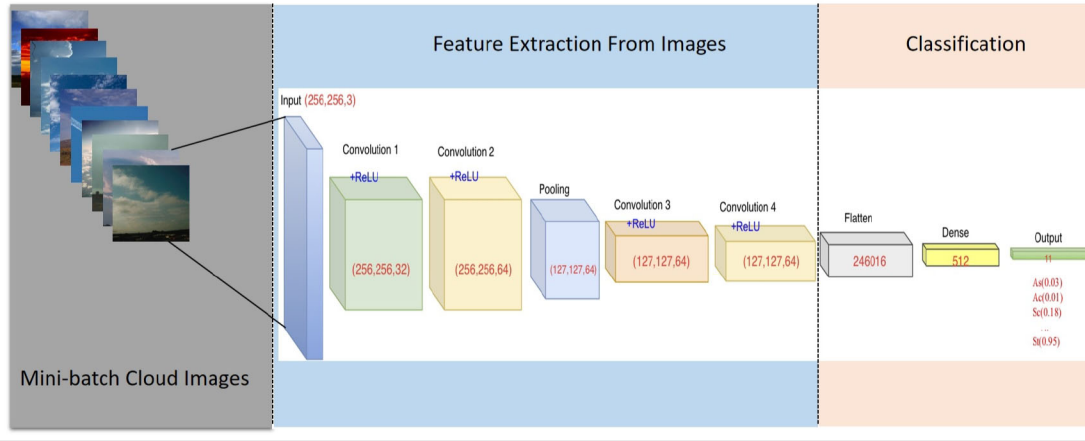 Feature Extraction From Images
Classification
Input (256,256,3)
Convolution 1
+ReLU
(256,256,32)
Convolution 2
+ReLU
(256,256,64)
Pooling
(127,127,64)
Convolution 3
+ReLU
(127,127,64)
Convolution 4
+ReLU
(127,127,64)
Flatten
246016
Dense
512
Output
11
As(0.03)
Ac(0.01)
Sc(0.18)
...
St(0.95)
Mini-batch Cloud Images